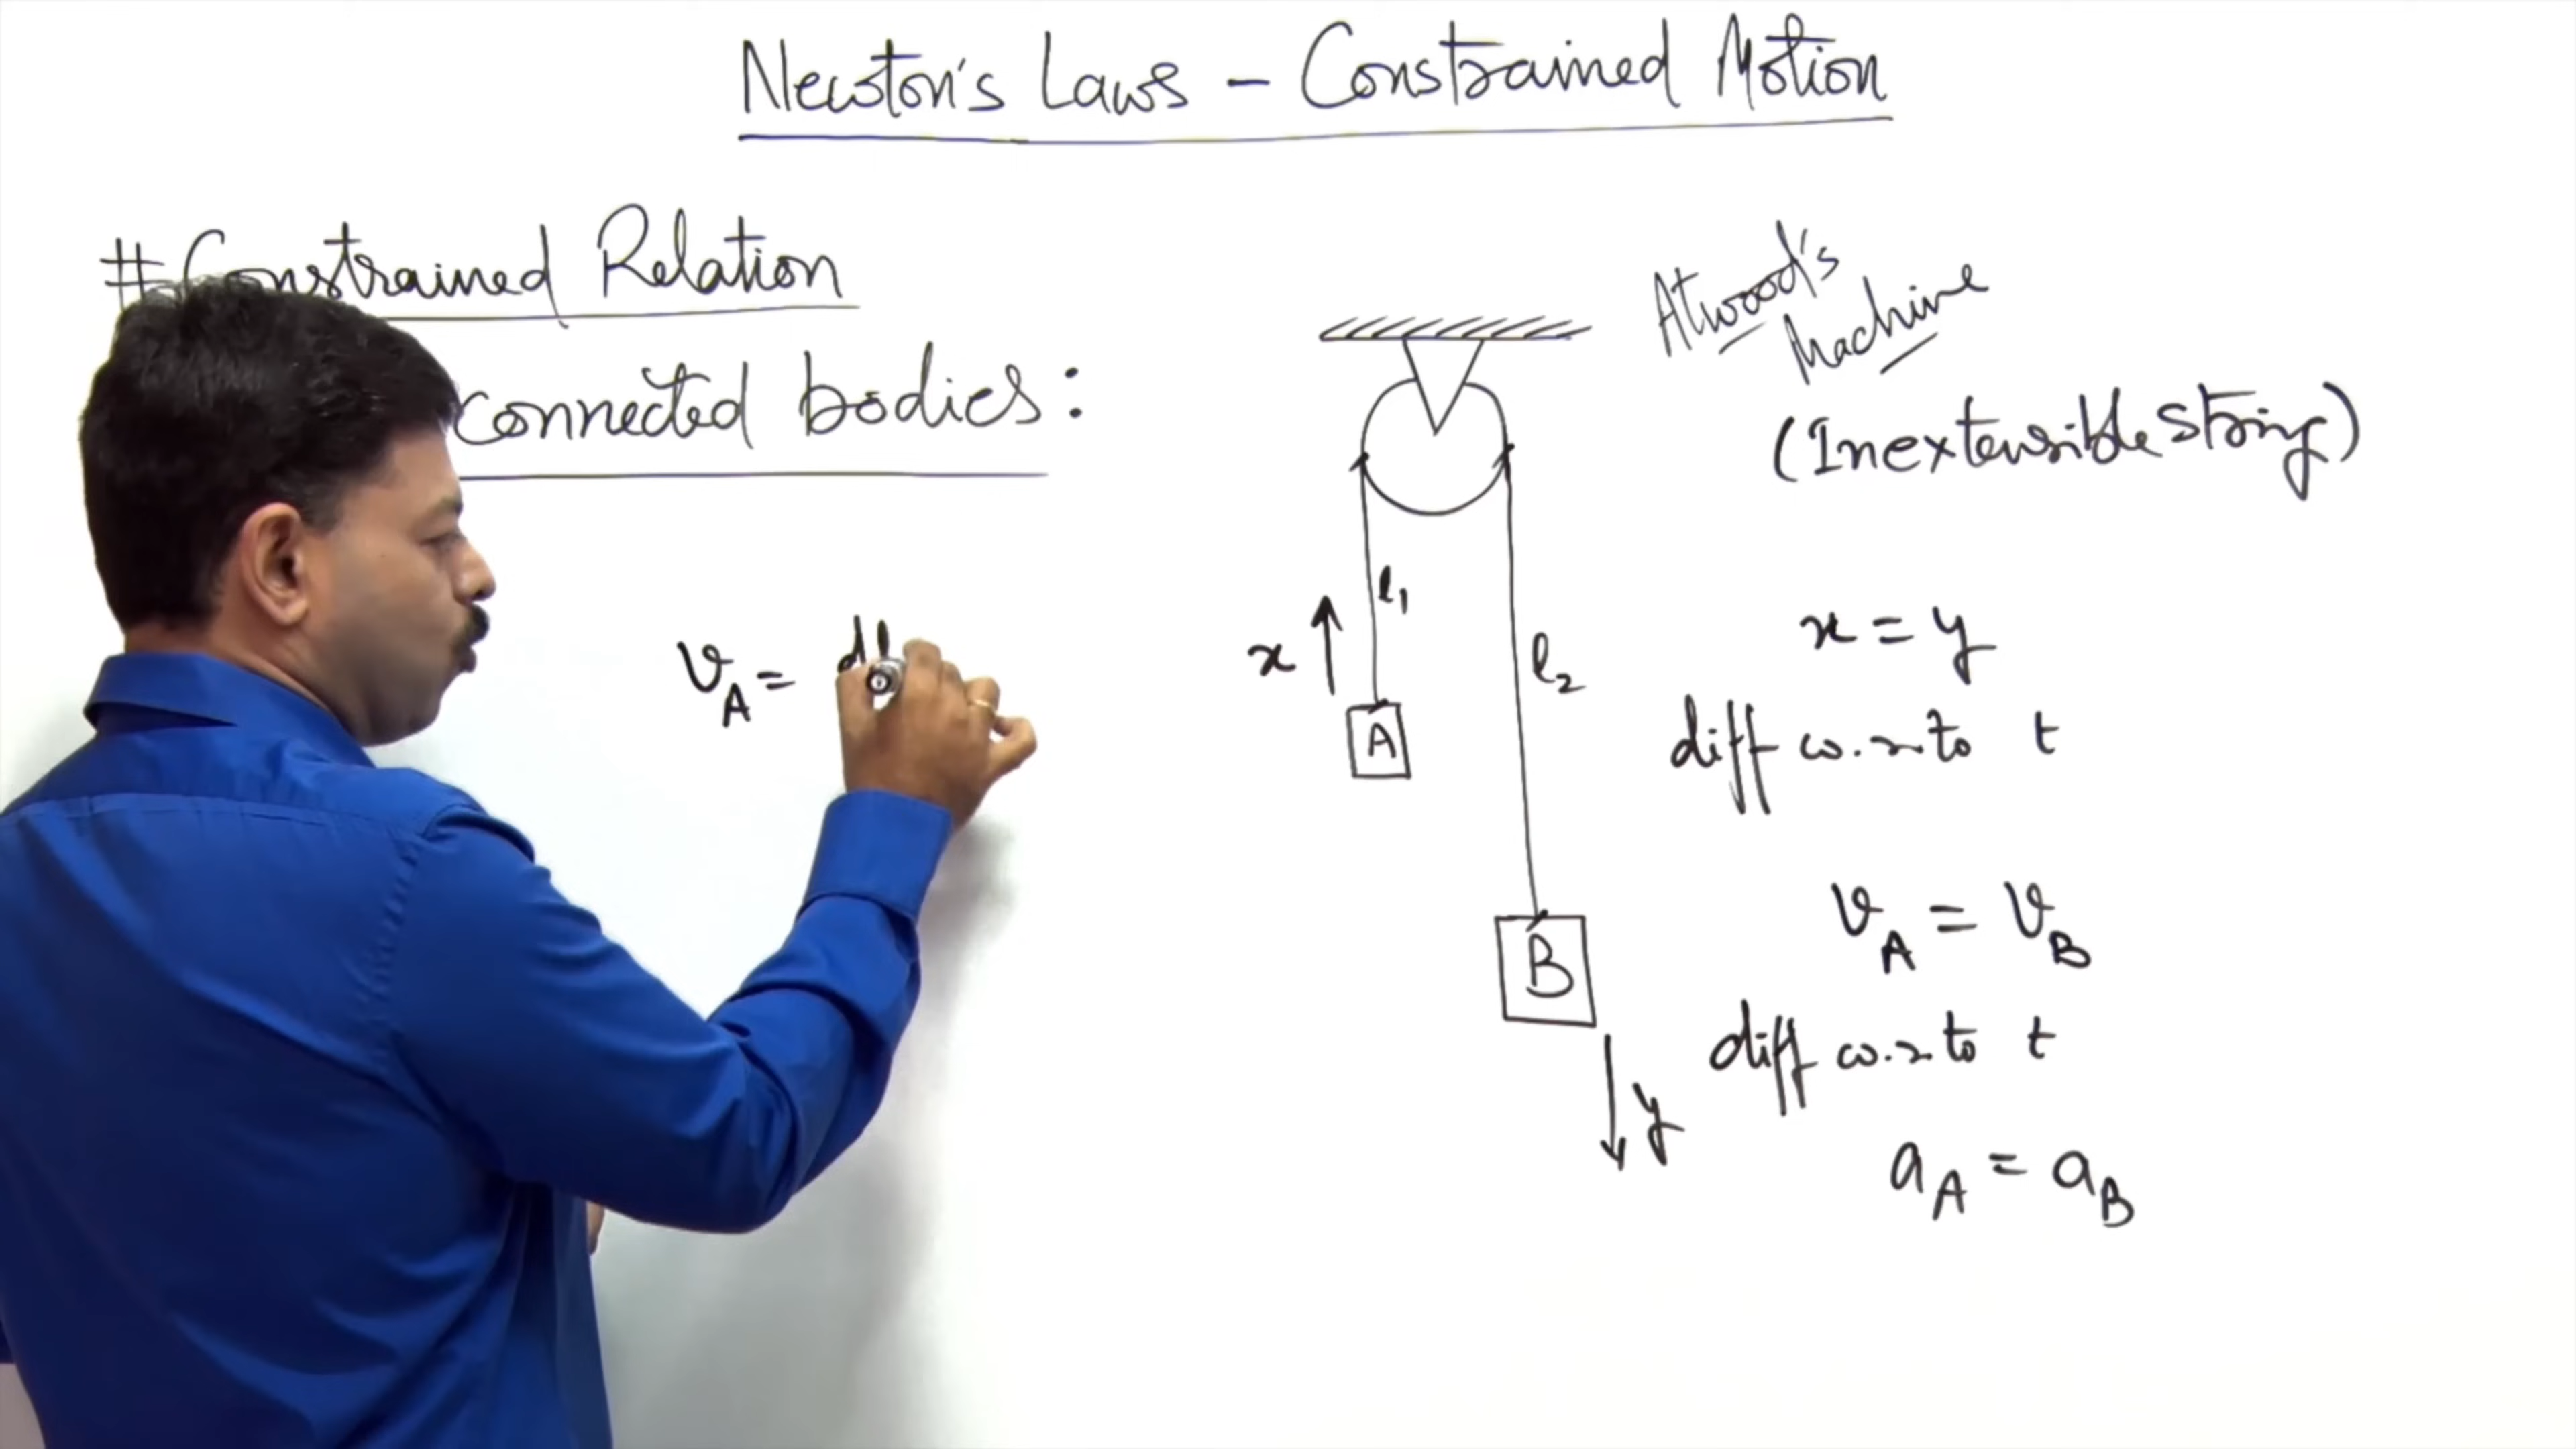 Newton's Laws - Constrained Motion
# Constrained Relation
connected bodies:
Atwood's
Machine
(Inextensible String)
l₁
l₂
x
A
B
y
v_A = dl
x = y
diff w.r to t
v_A = v_B
diff w.r to t
a_A = a_B